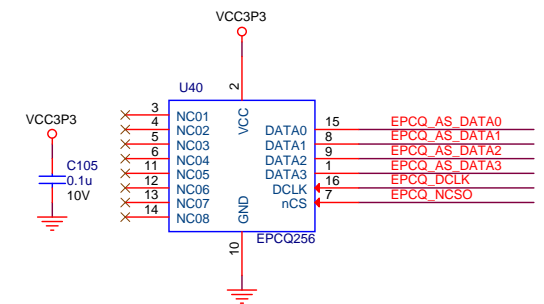 VCC3P3
U40
2
VCC
3 NC01
4 NC02
5 NC03
6 NC04
11 NC05
12 NC06
13 NC07
14 NC08
DATA0 15 EPCQ_AS_DATA0
DATA1 8 EPCQ_AS_DATA1
DATA2 9 EPCQ_AS_DATA2
DATA3 1 EPCQ_AS_DATA3
DCLK 16 EPCQ_DCLK
nCS 7 EPCQ_NCSO
GND
10
EPCQ256
VCC3P3
C105
0.1u
10V